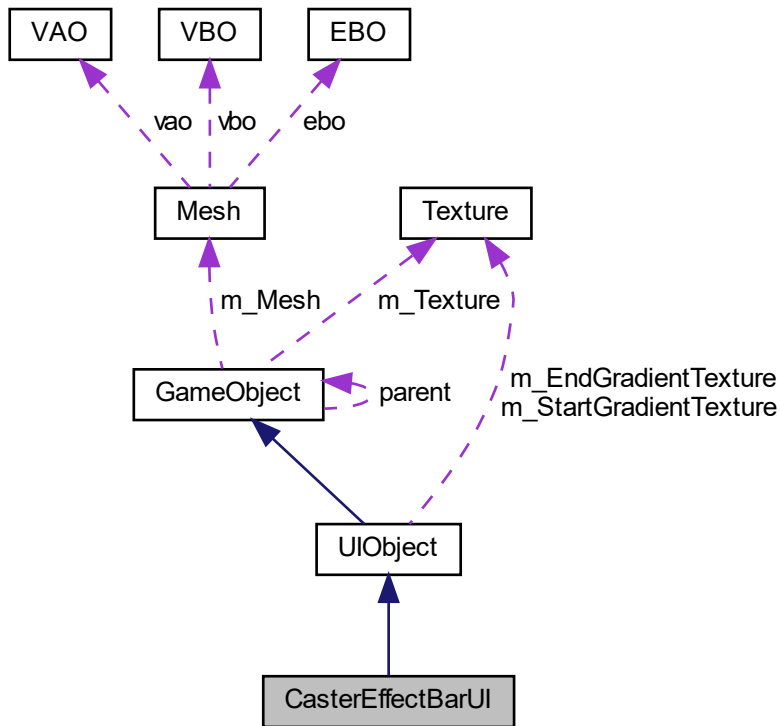 VAO
VBO
EBO
vao
vbo
ebo
Mesh
Texture
m_Mesh
m_Texture
GameObject
parent
m_EndGradientTexture
m_StartGradientTexture
UIObject
CasterEffectBarUI